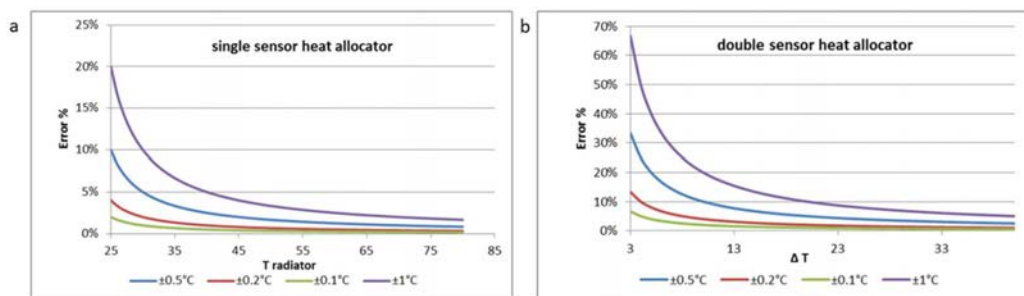 a
single sensor heat allocator
25%
20%
15%
10%
5%
0%
Error %
25 35 45 55 65 75 85
T radiator
±0.5°C ±0.2°C ±0.1°C ±1°C
b
double sensor heat allocator
70%
60%
50%
40%
30%
20%
10%
0%
Error %
3 13 23 33
Δ T
±0.5°C ±0.2°C ±0.1°C ±1°C